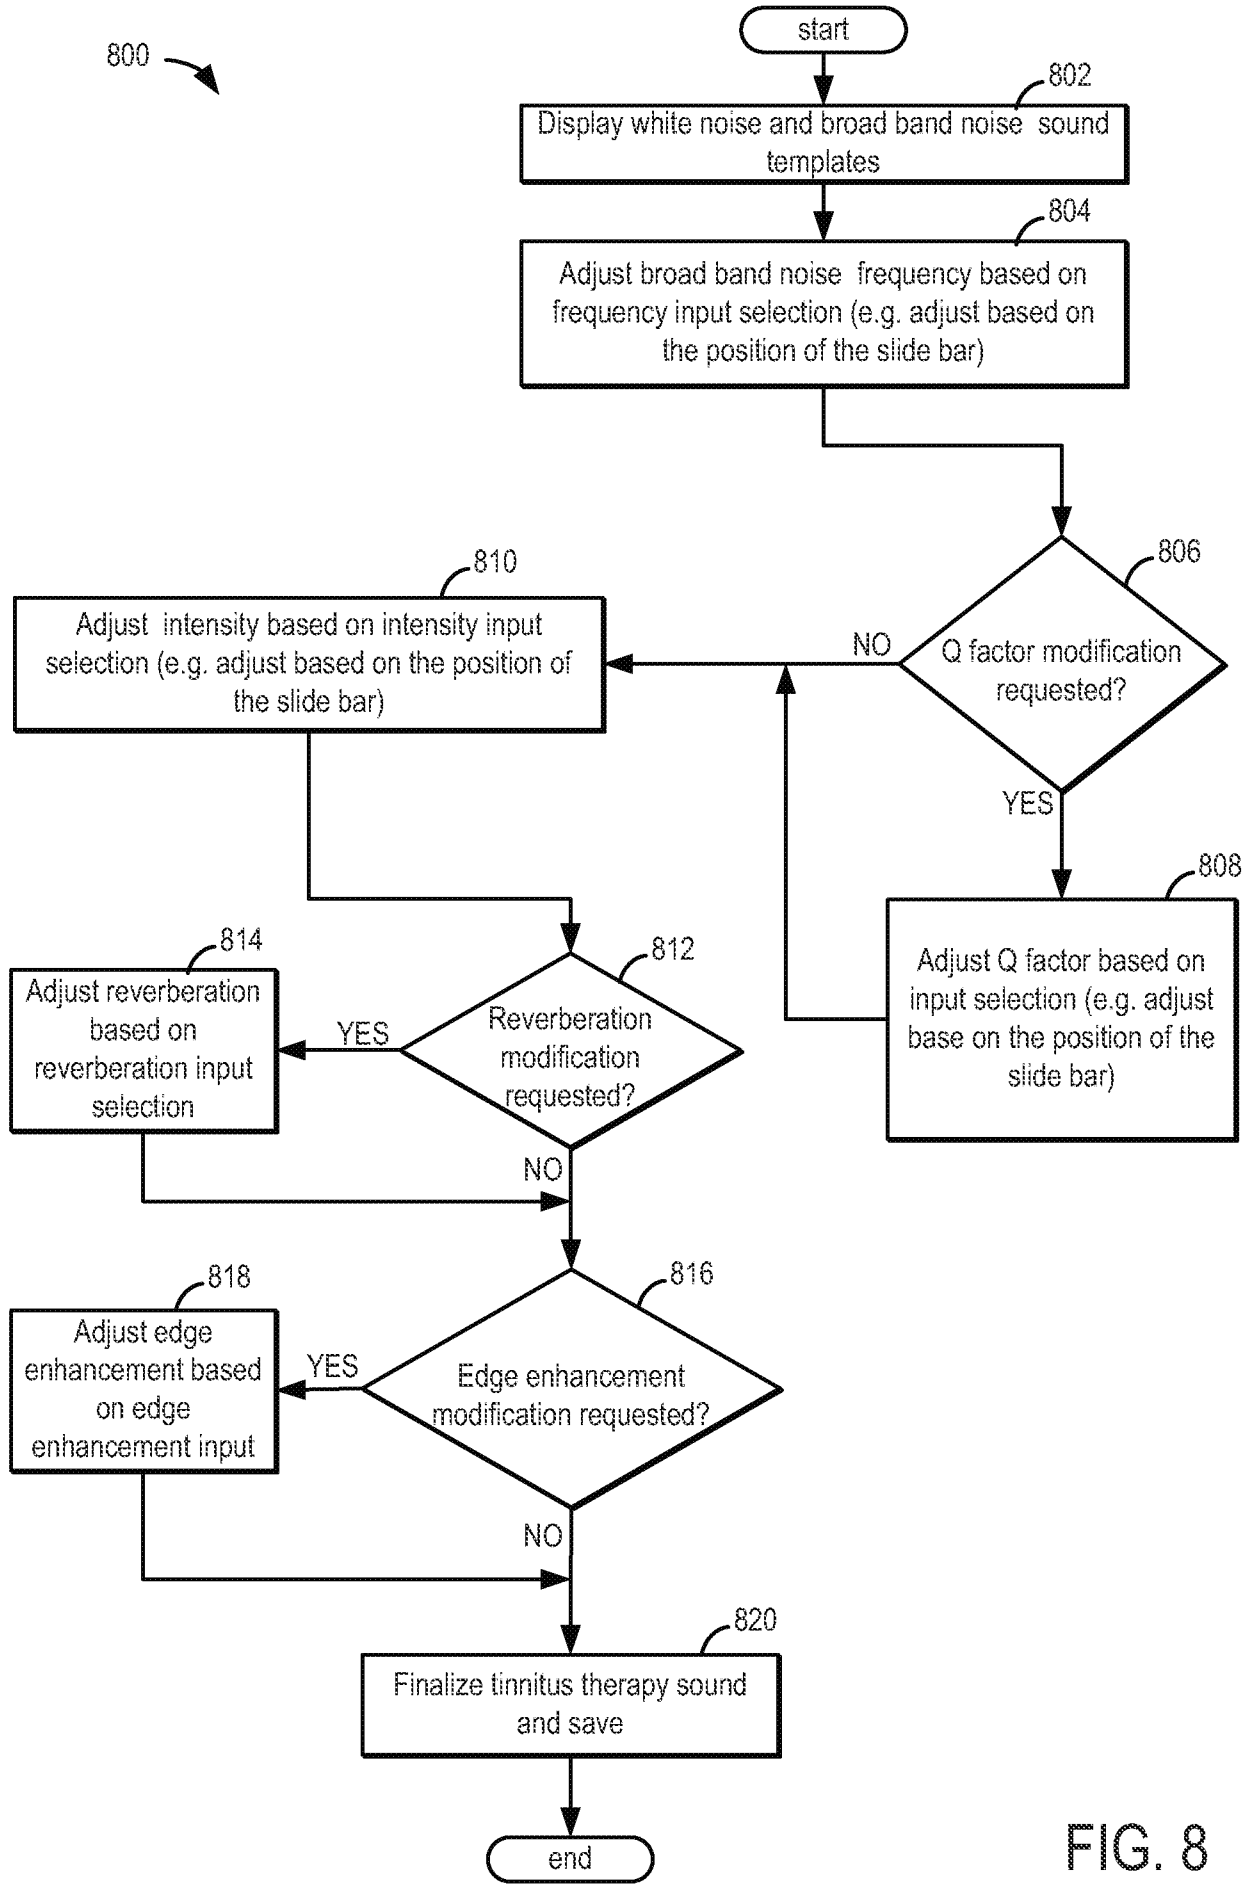 800
start
802
Display white noise and broad band noise sound
templates
804
Adjust broad band noise frequency based on
frequency input selection (e.g. adjust based on
the position of the slide bar)
806
Q factor modification
requested?
NO
YES
810
Adjust intensity based on intensity input
selection (e.g. adjust based on the position of
the slide bar)
808
Adjust Q factor based on
input selection (e.g. adjust
base on the position of the
slide bar)
812
Reverberation
modification
requested?
YES
NO
814
Adjust reverberation
based on
reverberation input
selection
816
Edge enhancement
modification requested?
YES
NO
818
Adjust edge
enhancement based
on edge
enhancement input
820
Finalize tinnitus therapy sound
and save
end
FIG. 8